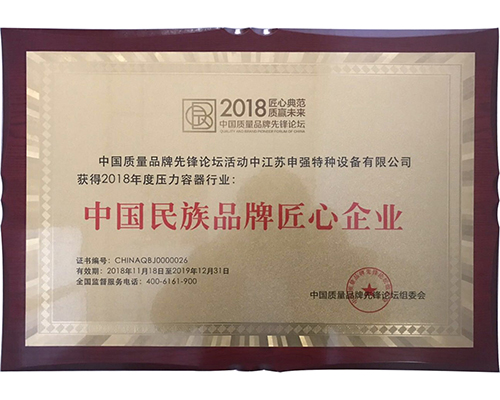 2018 匠心典范
质赢未来
中国质量品牌先锋论坛
中国质量品牌先锋论坛活动中江苏申强特种设备有限公司
获得2018年度压力容器行业：
中国民族品牌匠心企业
证书编号：CHINAQBJ0000026
有效期：2018年11月18日至2019年12月31日
全国监督服务电话：400-6161-900
中国质量品牌先锋论坛组委会